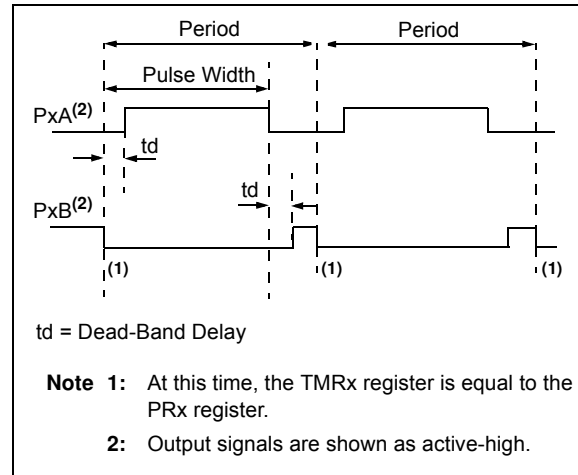 Period Period
Pulse Width
PxA(2)
td
td
PxB(2)
(1) (1) (1)
td = Dead-Band Delay
Note 1: At this time, the TMRx register is equal to the
PRx register.
2: Output signals are shown as active-high.